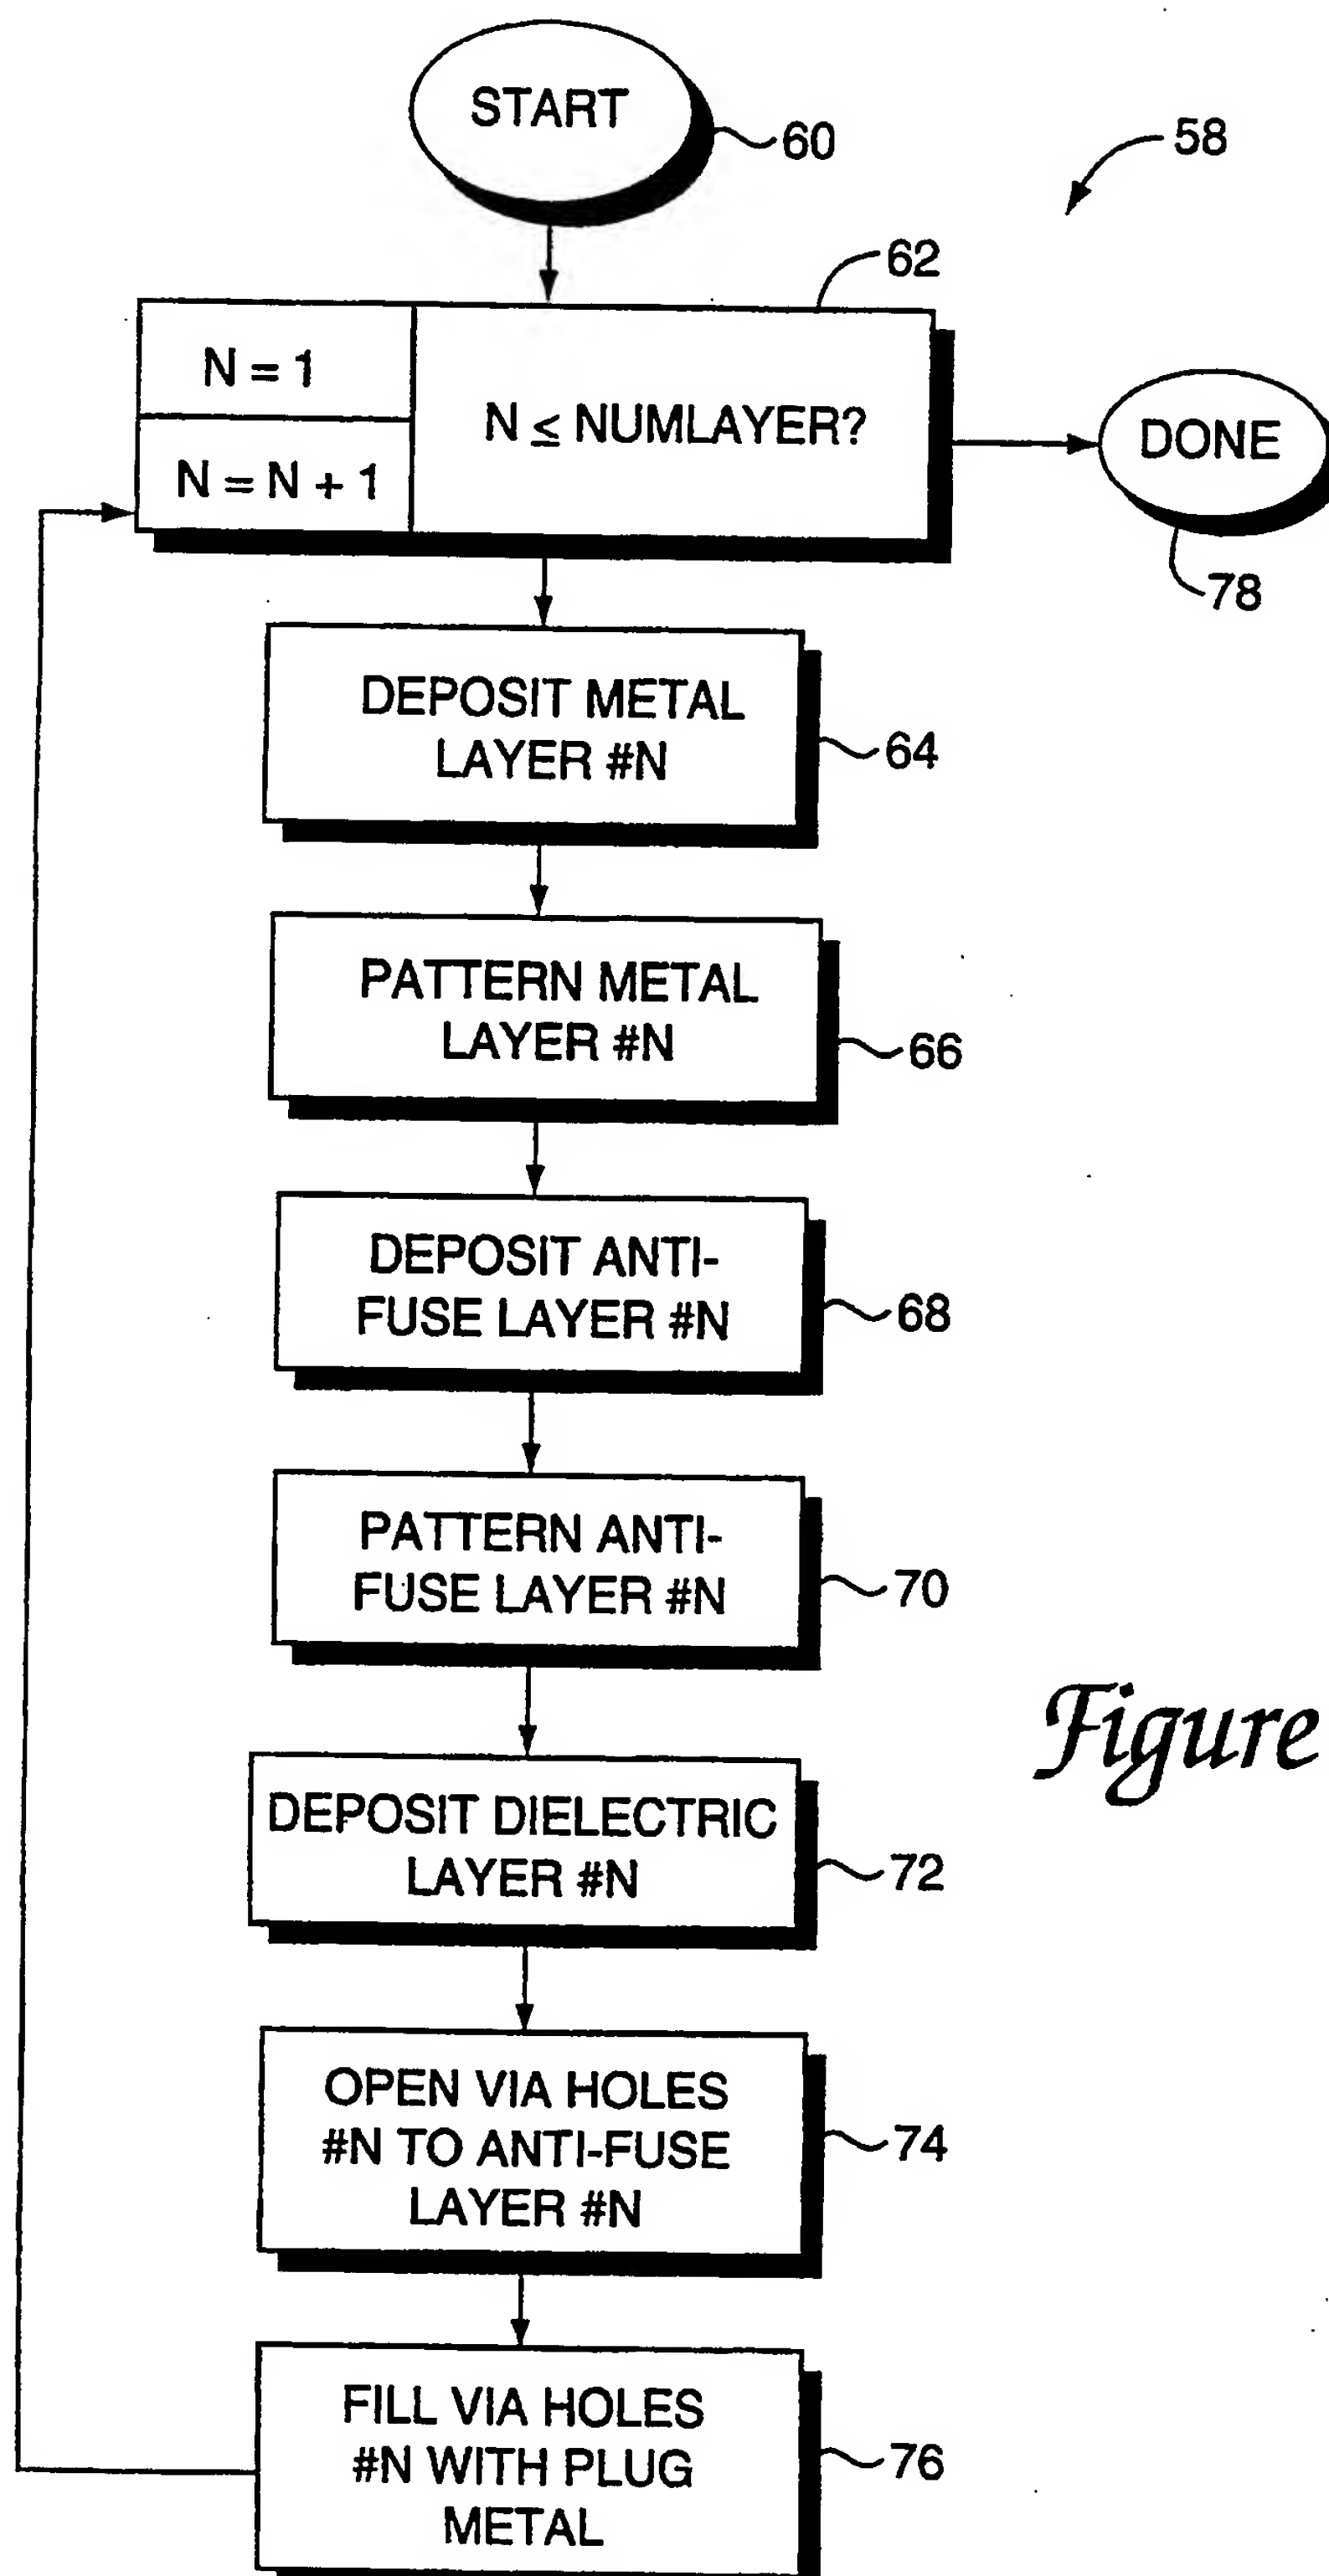 START
60
58
62
N = 1
N ≤ NUMLAYER?
N = N + 1
DONE
78
DEPOSIT METAL
LAYER #N
64
PATTERN METAL
LAYER #N
66
DEPOSIT ANTI-
FUSE LAYER #N
68
PATTERN ANTI-
FUSE LAYER #N
70
Figure
DEPOSIT DIELECTRIC
LAYER #N
72
OPEN VIA HOLES
#N TO ANTI-FUSE
LAYER #N
74
FILL VIA HOLES
#N WITH PLUG
METAL
76